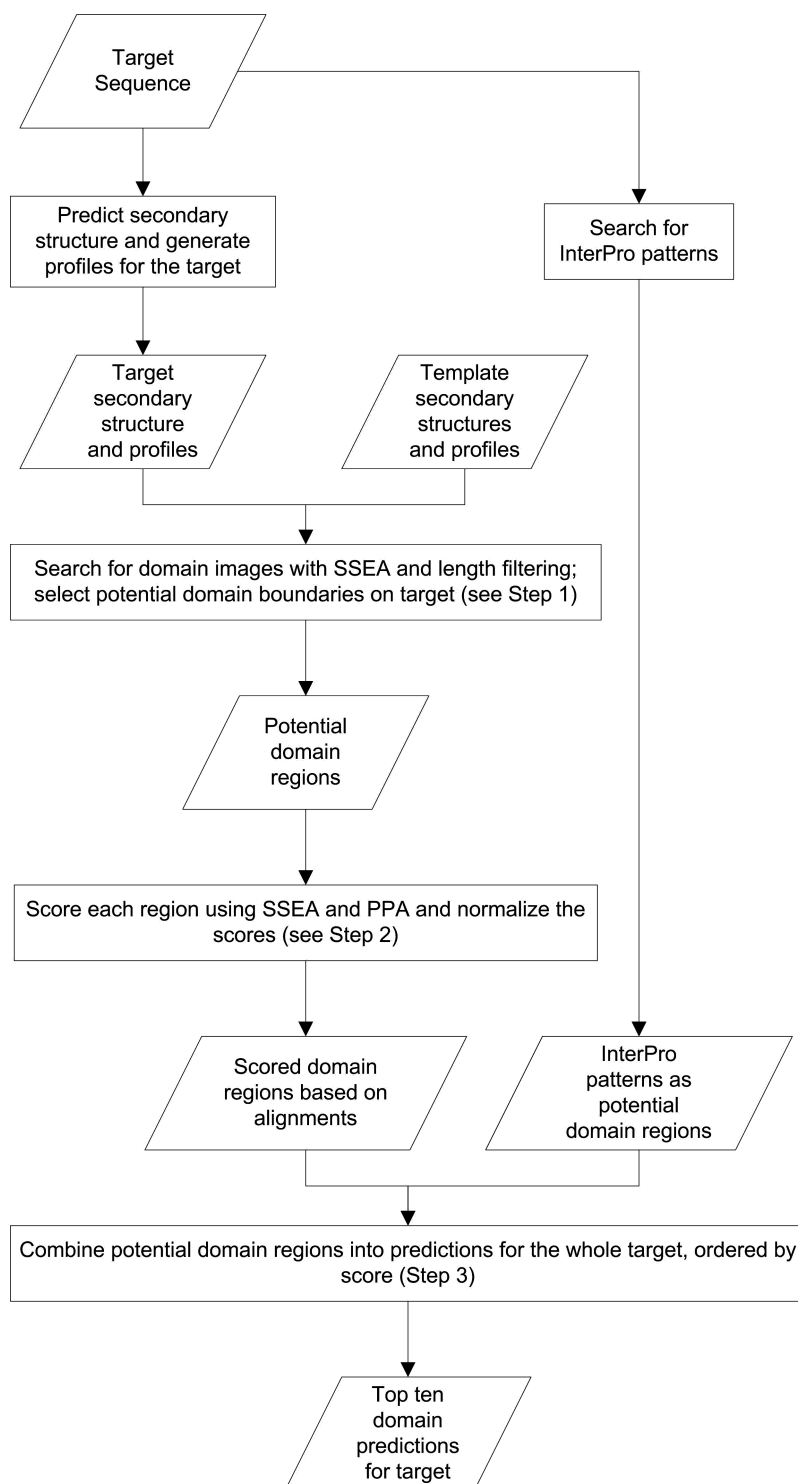 Target
Sequence
Predict secondary
structure and generate
profiles for the target
Search for
InterPro patterns
Target
secondary
structure
and profiles
Template
secondary
structures
and profiles
Search for domain images with SSEA and length filtering;
select potential domain boundaries on target (see Step 1)
Potential
domain
regions
Score each region using SSEA and PPA and normalize the
scores (see Step 2)
Scored domain
regions based on
alignments
InterPro
patterns as
potential
domain regions
Combine potential domain regions into predictions for the whole target, ordered by
score (Step 3)
Top ten
domain
predictions
for target